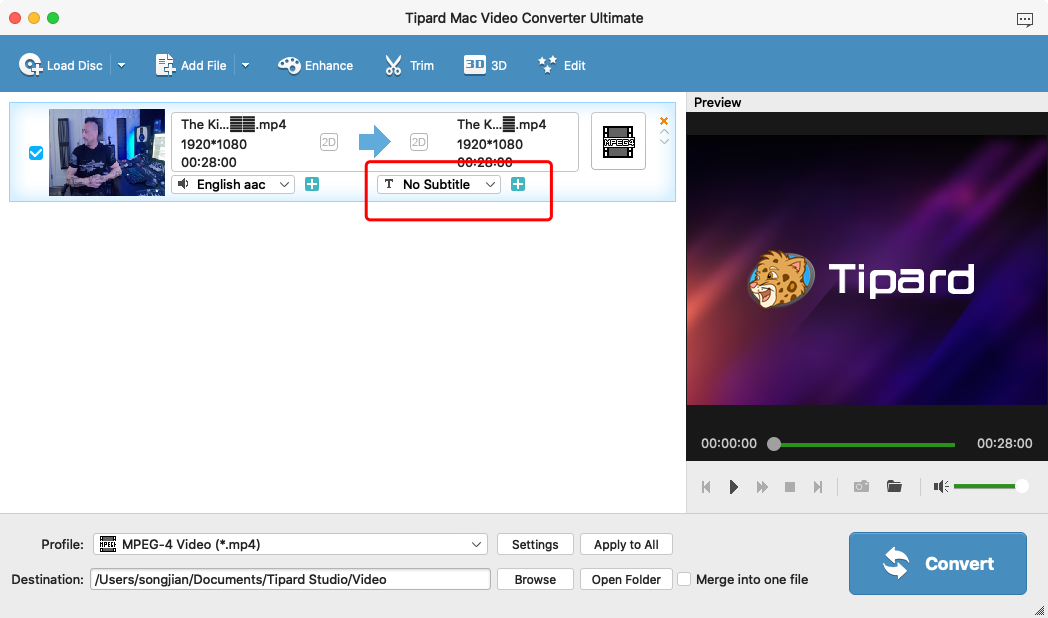 Tipard Mac Video Converter Ultimate
Load Disc
Add File
Enhance
Trim
3D 3D
Edit
The Ki... .mp4
1920*1080
00:28:00
2D
2D
The K... .mp4
1920*1080
00:28:00
MPEG4
English aac
T No Subtitle
Preview
Tipard
00:00:00
00:28:00
Profile:
MPEG MPEG-4 Video (*.mp4)
Settings
Apply to All
Destination:
/Users/songjian/Documents/Tipard Studio/Video
Browse
Open Folder
Merge into one file
Convert